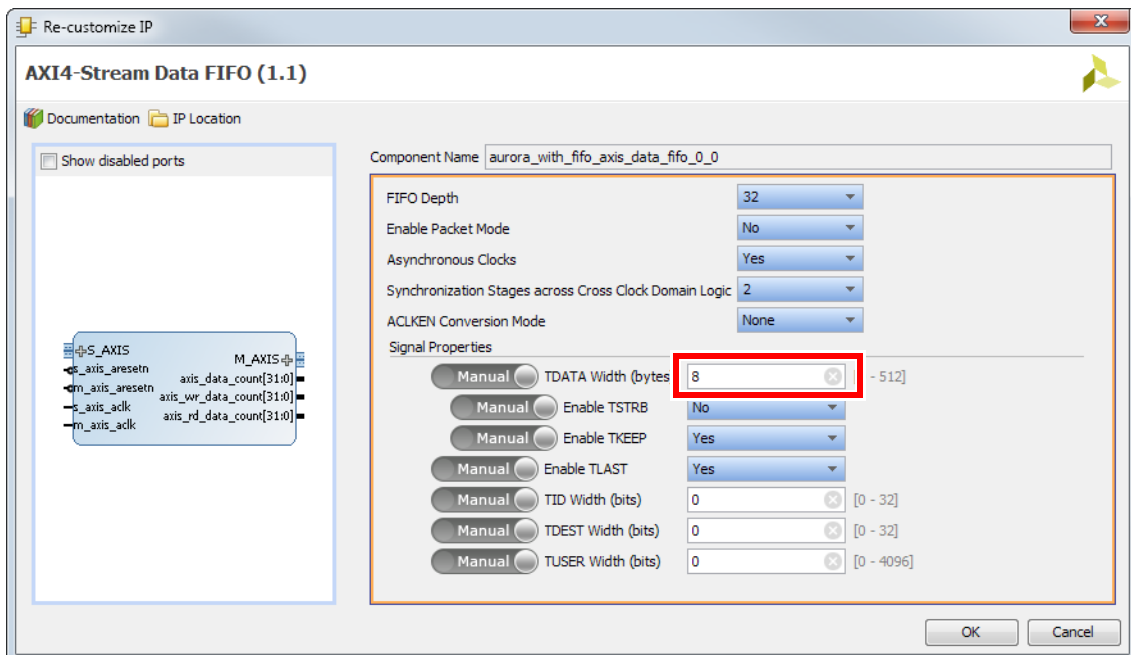 Re-customize IP
AXI4-Stream Data FIFO (1.1)
Documentation IP Location
Show disabled ports
S_AXIS
s_axis_aresetn
m_axis_aresetn
s_axis_aclk
m_axis_aclk
M_AXIS
axis_data_count[31:0]
axis_wr_data_count[31:0]
axis_rd_data_count[31:0]
Component Name aurora_with_fifo_axis_data_fifo_0_0
FIFO Depth 32
Enable Packet Mode No
Asynchronous Clocks Yes
Synchronization Stages across Cross Clock Domain Logic 2
ACLKEN Conversion Mode None
Signal Properties
Manual TDATA Width (bytes 8 - 512]
Manual Enable TSTRB No
Manual Enable TKEEP Yes
Manual Enable TLAST Yes
Manual TID Width (bits) 0 [0 - 32]
Manual TDEST Width (bits) 0 [0 - 32]
Manual TUSER Width (bits) 0 [0 - 4096]
OK Cancel